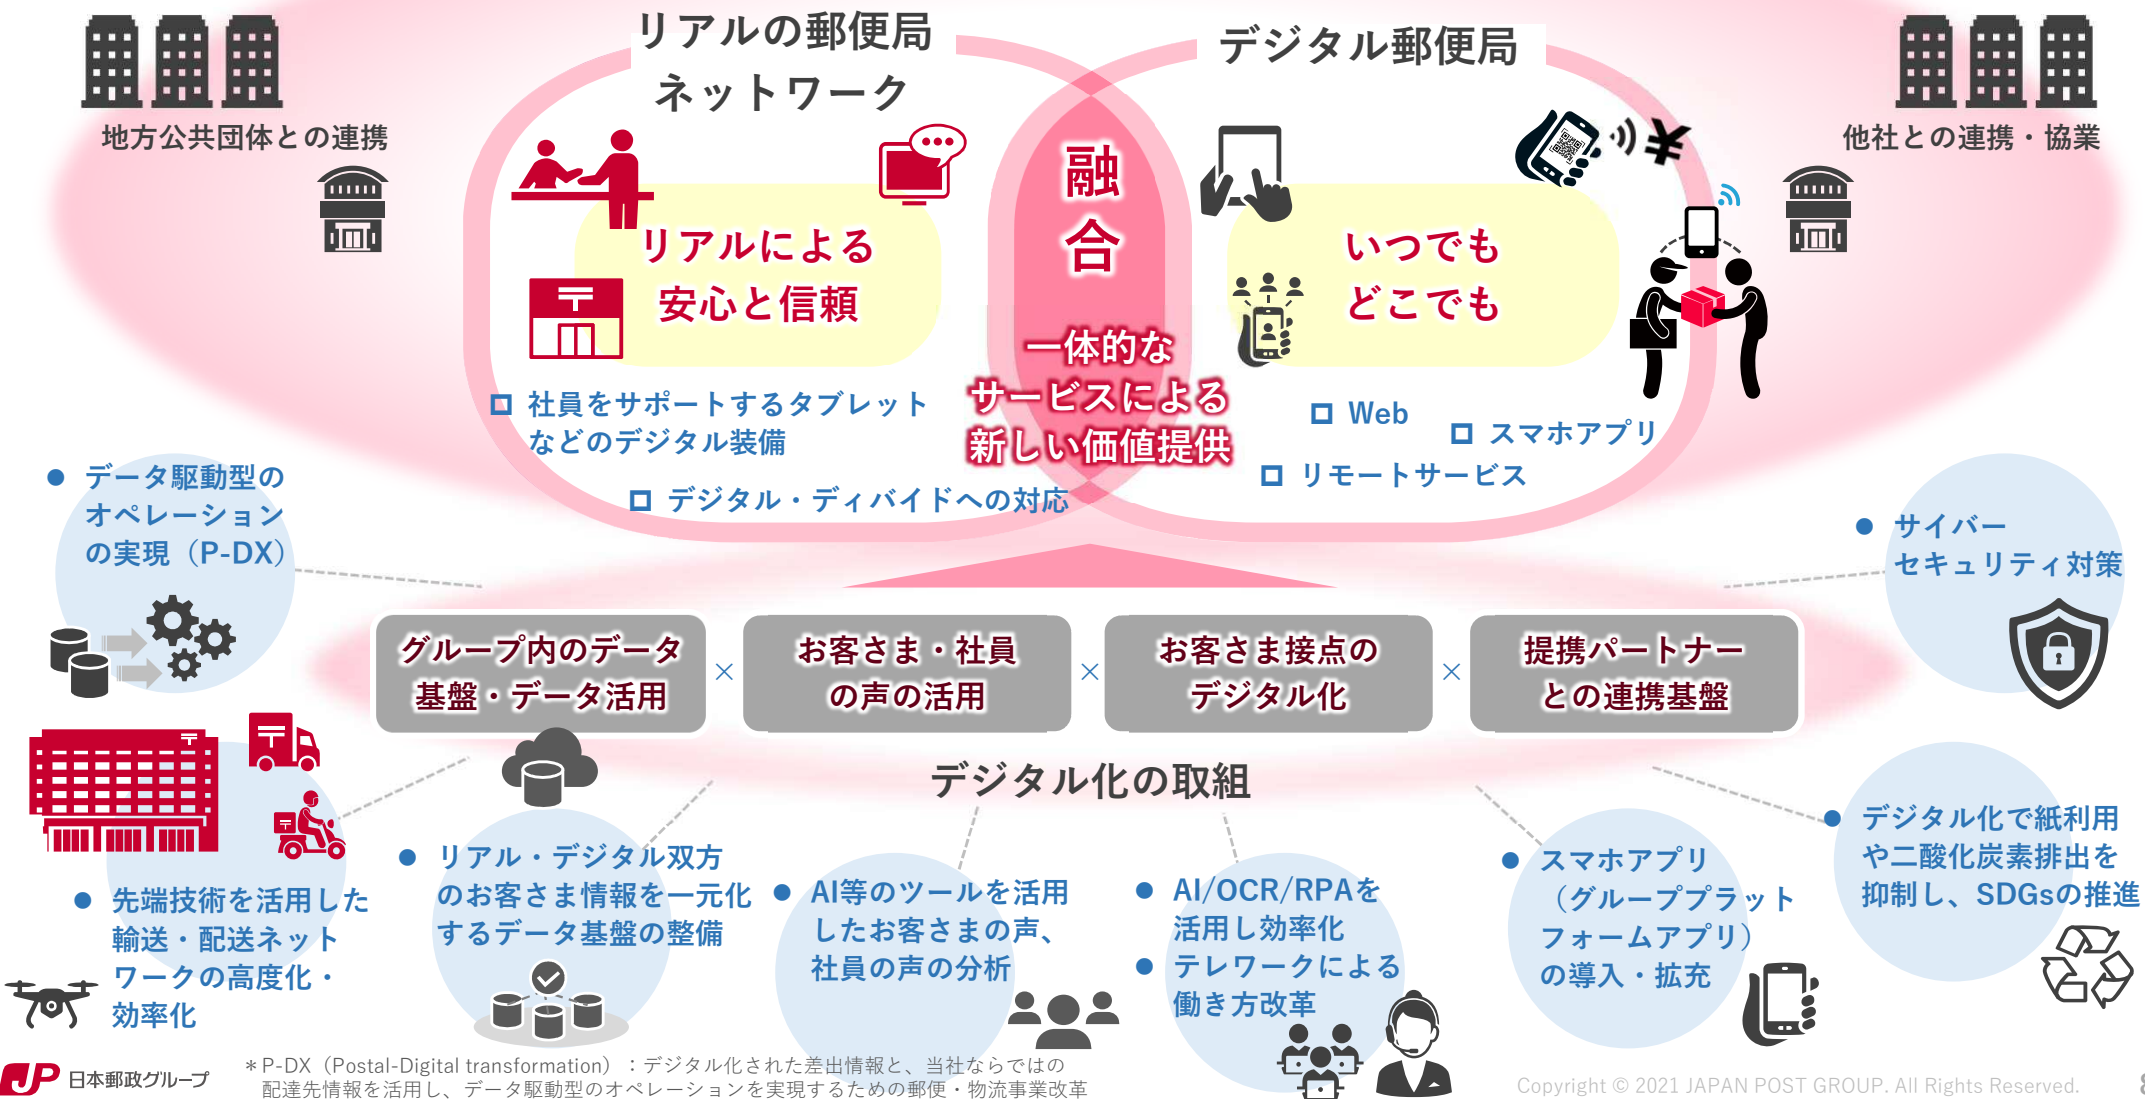 リアルの郵便局
ネットワーク
デジタル郵便局
地方公共団体との連携
他社との連携・協業
融
合
リアルによる
安心と信頼
いつでも
どこでも
一体的な
サービスによる
新しい価値提供
社員をサポートするタブレット
などのデジタル装備
デジタル・ディバイドへの対応
Web
スマホアプリ
リモートサービス
● データ駆動型の
オペレーション
の実現（P-DX）
● サイバー
セキュリティ対策
グループ内のデータ
基盤・データ活用
×
お客さま・社員
の声の活用
×
お客さま接点の
デジタル化
×
提携パートナー
との連携基盤
デジタル化の取組
● 先端技術を活用した
輸送・配送ネット
ワークの高度化・
効率化
● リアル・デジタル双方
のお客さま情報を一元化
するデータ基盤の整備
● AI等のツールを活用
したお客さまの声、
社員の声の分析
● AI/OCR/RPAを
活用し効率化
● テレワークによる
働き方改革
● スマホアプリ
（グループプラット
フォームアプリ）
の導入・拡充
● デジタル化で紙利用
や二酸化炭素排出を
抑制し、SDGsの推進
JP 日本郵政グループ
＊P-DX（Postal-Digital transformation）：デジタル化された差出情報と、当社ならではの
配達先情報を活用し、データ駆動型のオペレーションを実現するための郵便・物流事業改革
Copyright © 2021 JAPAN POST GROUP. All Rights Reserved.